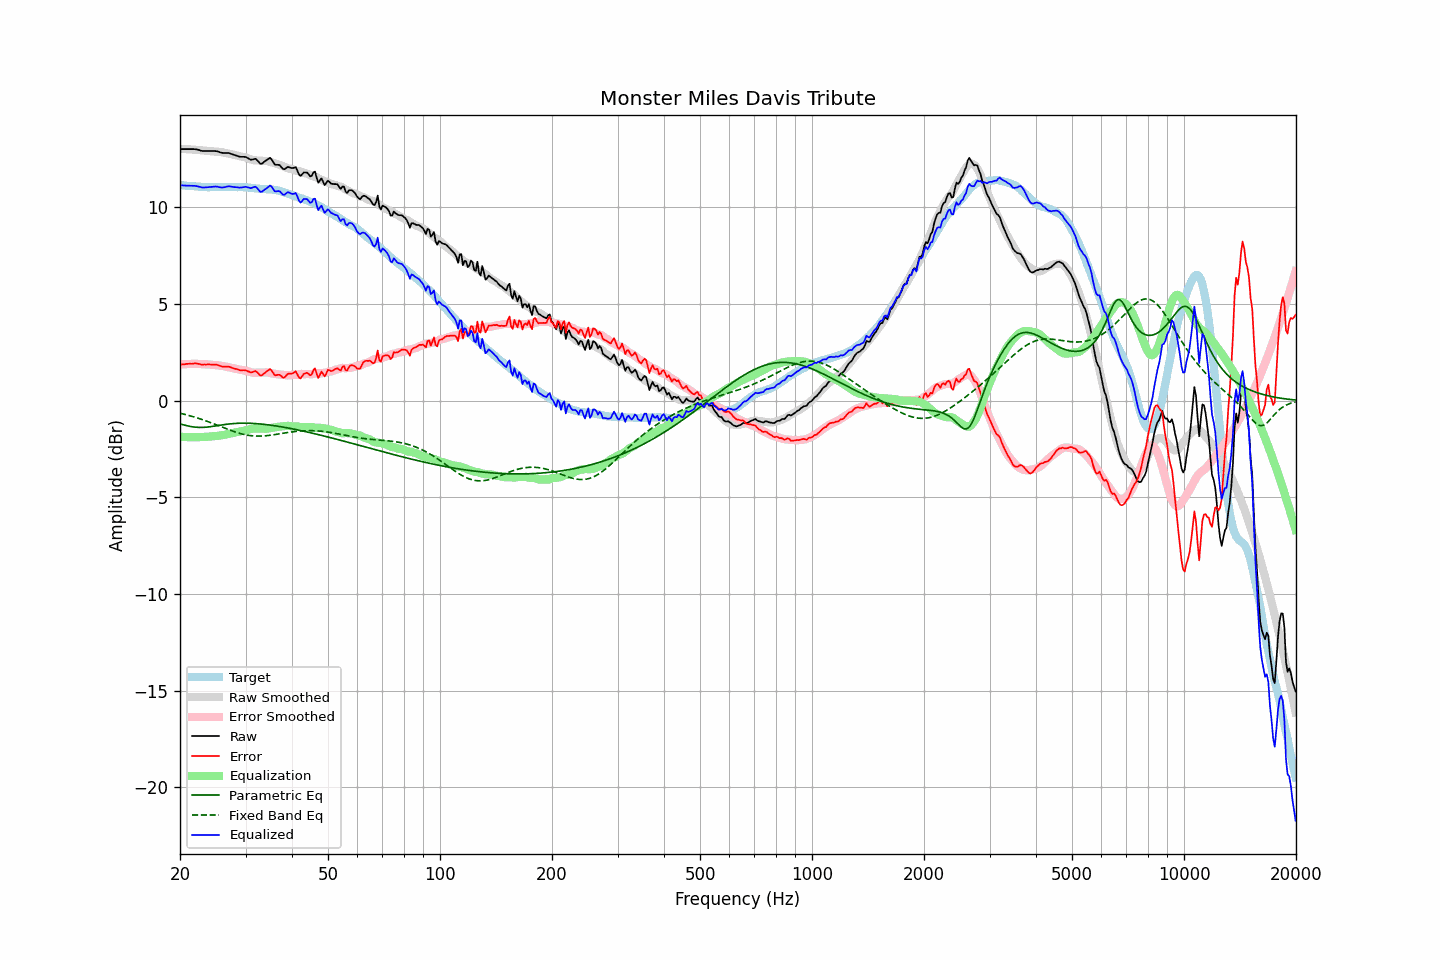 Monster Miles Davis Tribute
Amplitude (dBr)
10
5
0
−5
−10
−15
−20
Target
Raw Smoothed
Error Smoothed
Raw
Error
Equalization
Parametric Eq
Fixed Band Eq
Equalized
20 50 100 200 500 1000 2000 5000 10000 20000
Frequency (Hz)